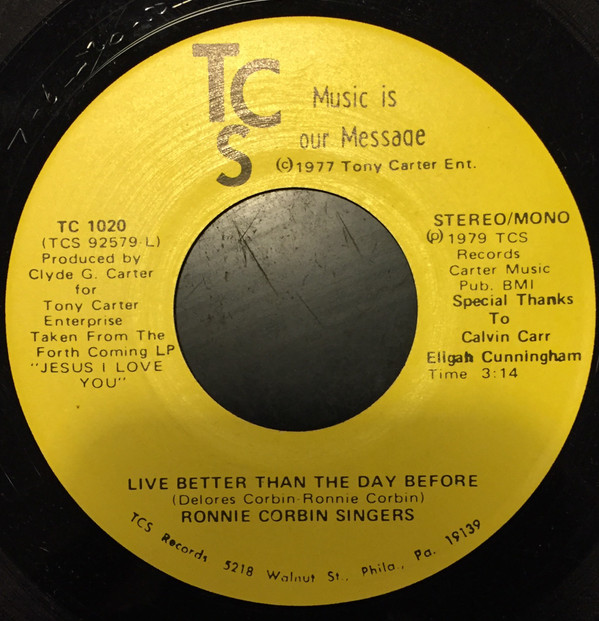 TCS
Music is
our Message
(c)1977 Tony Carter Ent.
TC 1020
(TCS 92579-L)
Produced by
Clyde G. Carter
for
Tony Carter
Enterprise
Taken From The
Forth Coming LP
"JESUS I LOVE
YOU"
STEREO/MONO
(p) 1979 TCS
Records
Carter Music
Pub. BMI
Special Thanks
To
Calvin Carr
Eligah Cunningham
Time 3:14
LIVE BETTER THAN THE DAY BEFORE
(Delores Corbin-Ronnie Corbin)
RONNIE CORBIN SINGERS
TCS Records 5218 Walnut St., Phila., Pa. 19139